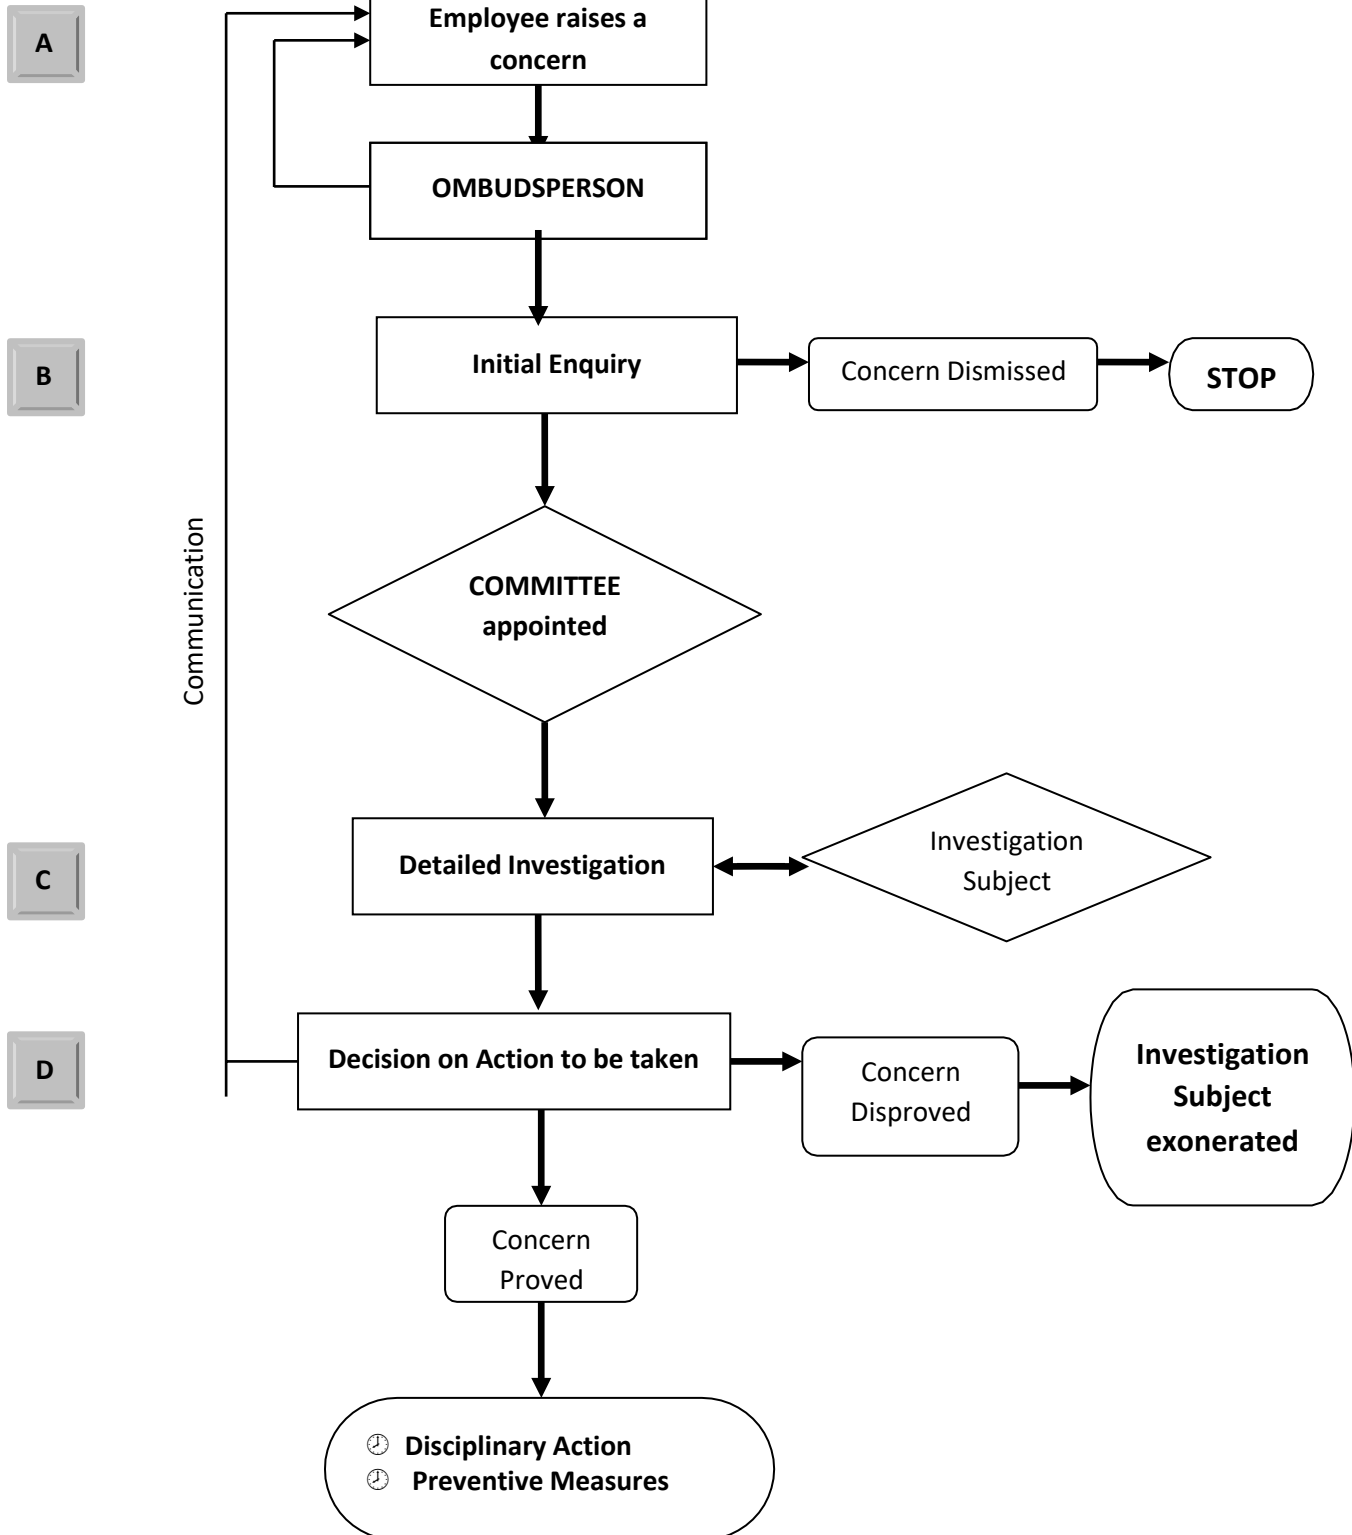 A
Employee raises a
concern
OMBUDSPERSON
B
Initial Enquiry
Concern Dismissed
STOP
Communication
COMMITTEE
appointed
C
Detailed Investigation
Investigation
Subject
D
Decision on Action to be taken
Concern
Disproved
Investigation
Subject
exonerated
Concern
Proved
Disciplinary Action
Preventive Measures